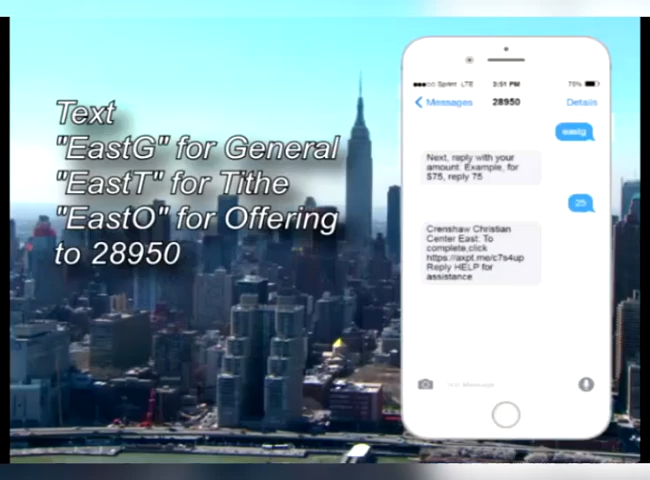 Text
"EastG" for General
"EastT" for Tithe
"EastO" for Offering
to 28950
Sprint LTE 3:51 PM 70%
Messages 28950 Details
eastg
Next, reply with your
amount. Example, for
$75, reply 75
25
Crenshaw Christian
Center East: To
complete,click
https://axpt.me/c7s4up
Reply HELP for
assistance
Message